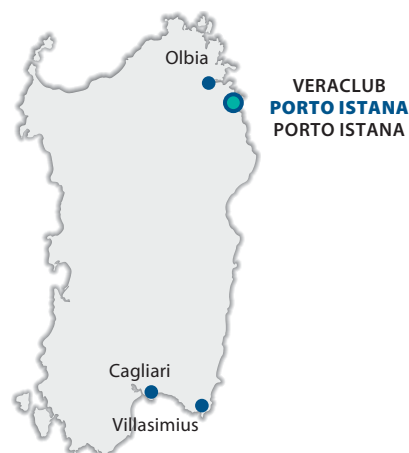 Olbia
VERACLUB
PORTO ISTANA
PORTO ISTANA
Cagliari
Villasimius